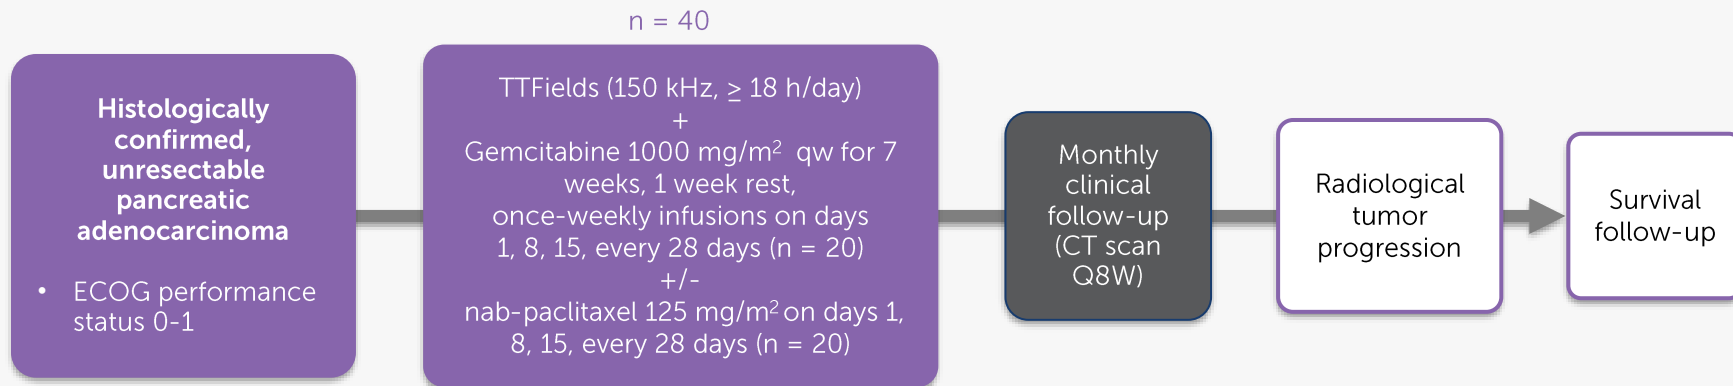 n = 40
Histologically
confirmed,
unresectable
pancreatic
adenocarcinoma
• ECOG performance
status 0-1
TTFields (150 kHz, ≥ 18 h/day)
+
Gemcitabine 1000 mg/m² qw for 7
weeks, 1 week rest,
once-weekly infusions on days
1, 8, 15, every 28 days (n = 20)
+/-
nab-paclitaxel 125 mg/m² on days 1,
8, 15, every 28 days (n = 20)
Monthly
clinical
follow-up
(CT scan
Q8W)
Radiological
tumor
progression
Survival
follow-up